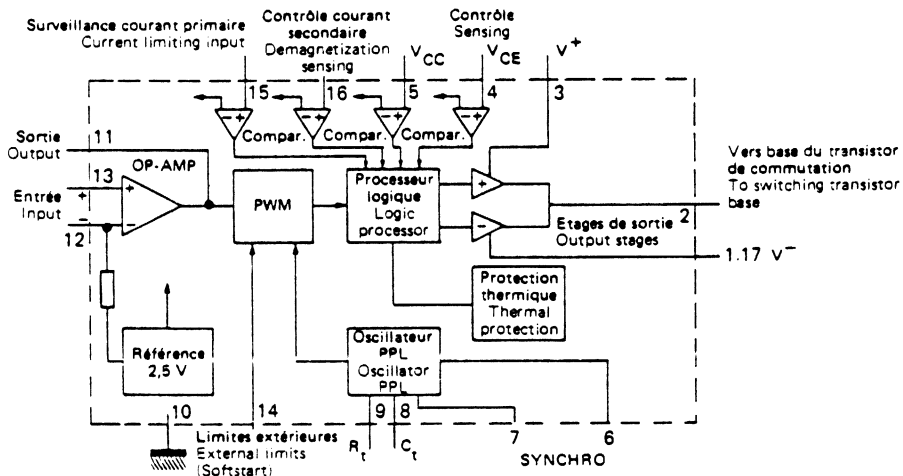 Surveillance courant primaire
Current limiting input
Contrôle courant
secondaire
Demagnetization
sensing
Contrôle
Sensing
VCC
VCE
V+
15
16
5
4
3
- +
- +
- +
- +
Compar.
Compar.
Compar.
Sortie
Output
11
OP-AMP
13
+
+
Entrée
Input
-
-
12
PWM
Processeur
logique
Logic
processor
+
-
Etages de sortie
Output stages
2
Vers base du transistor
de commutation
To switching transistor
base
1.17 V-
Protection
thermique
Thermal
protection
Référence
2,5 V
Oscillateur
PPL
Oscillator
PPL
10
14
9
8
7
6
Limites extérieures
External limits
(Softstart)
Rt
Ct
SYNCHRO